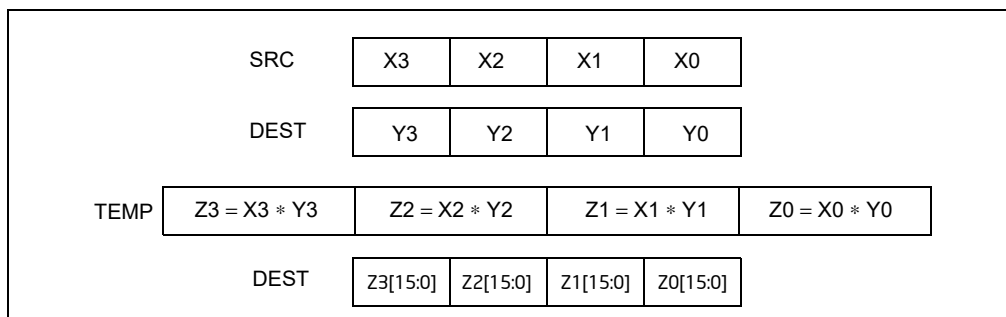 SRC X3 X2 X1 X0
DEST Y3 Y2 Y1 Y0
TEMP Z3 = X3 ∗ Y3 Z2 = X2 ∗ Y2 Z1 = X1 ∗ Y1 Z0 = X0 ∗ Y0
DEST Z3[15:0] Z2[15:0] Z1[15:0] Z0[15:0]